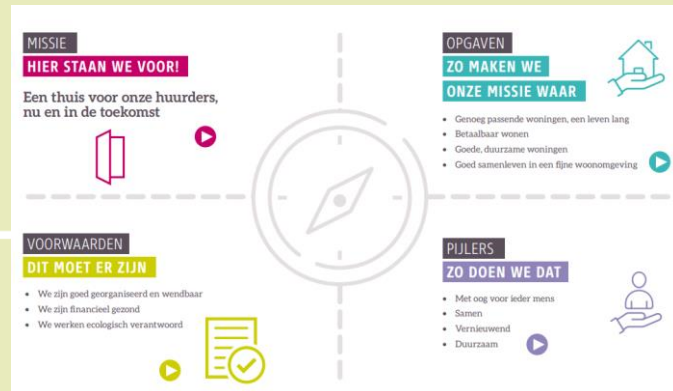 MISSIE
HIER STAAN WE VOOR!
Een thuis voor onze huurders,
nu en in de toekomst
OPGAVEN
ZO MAKEN WE
ONZE MISSIE WAAR
• Genoeg passende woningen, een leven lang
• Betaalbaar wonen
• Goede, duurzame woningen
• Goed samenleven in een fijne woonomgeving
VOORWAARDEN
DIT MOET ER ZIJN
• We zijn goed georganiseerd en wendbaar
• We zijn financieel gezond
• We werken ecologisch verantwoord
PIJLERS
ZO DOEN WE DAT
• Met oog voor ieder mens
• Samen
• Vernieuwend
• Duurzaam